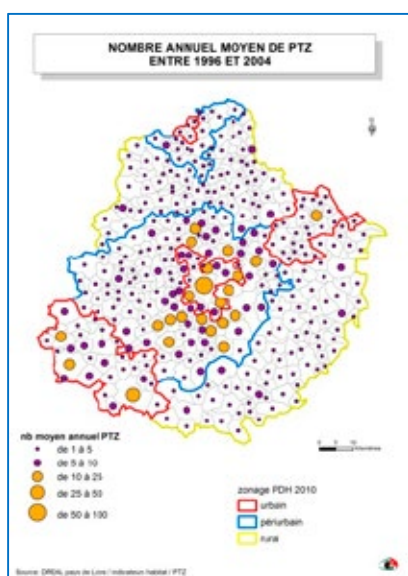 NOMBRE ANNUEL MOYEN DE PTZ
ENTRE 1996 ET 2004
nb moyen annuel PTZ
de 1 à 5
de 5 à 10
de 10 à 25
de 25 à 50
de 50 à 100
zonage PDH 2010
urbain
périurbain
rural
Source: DREAL pays de Loire / indicateurs habitat / PTZ